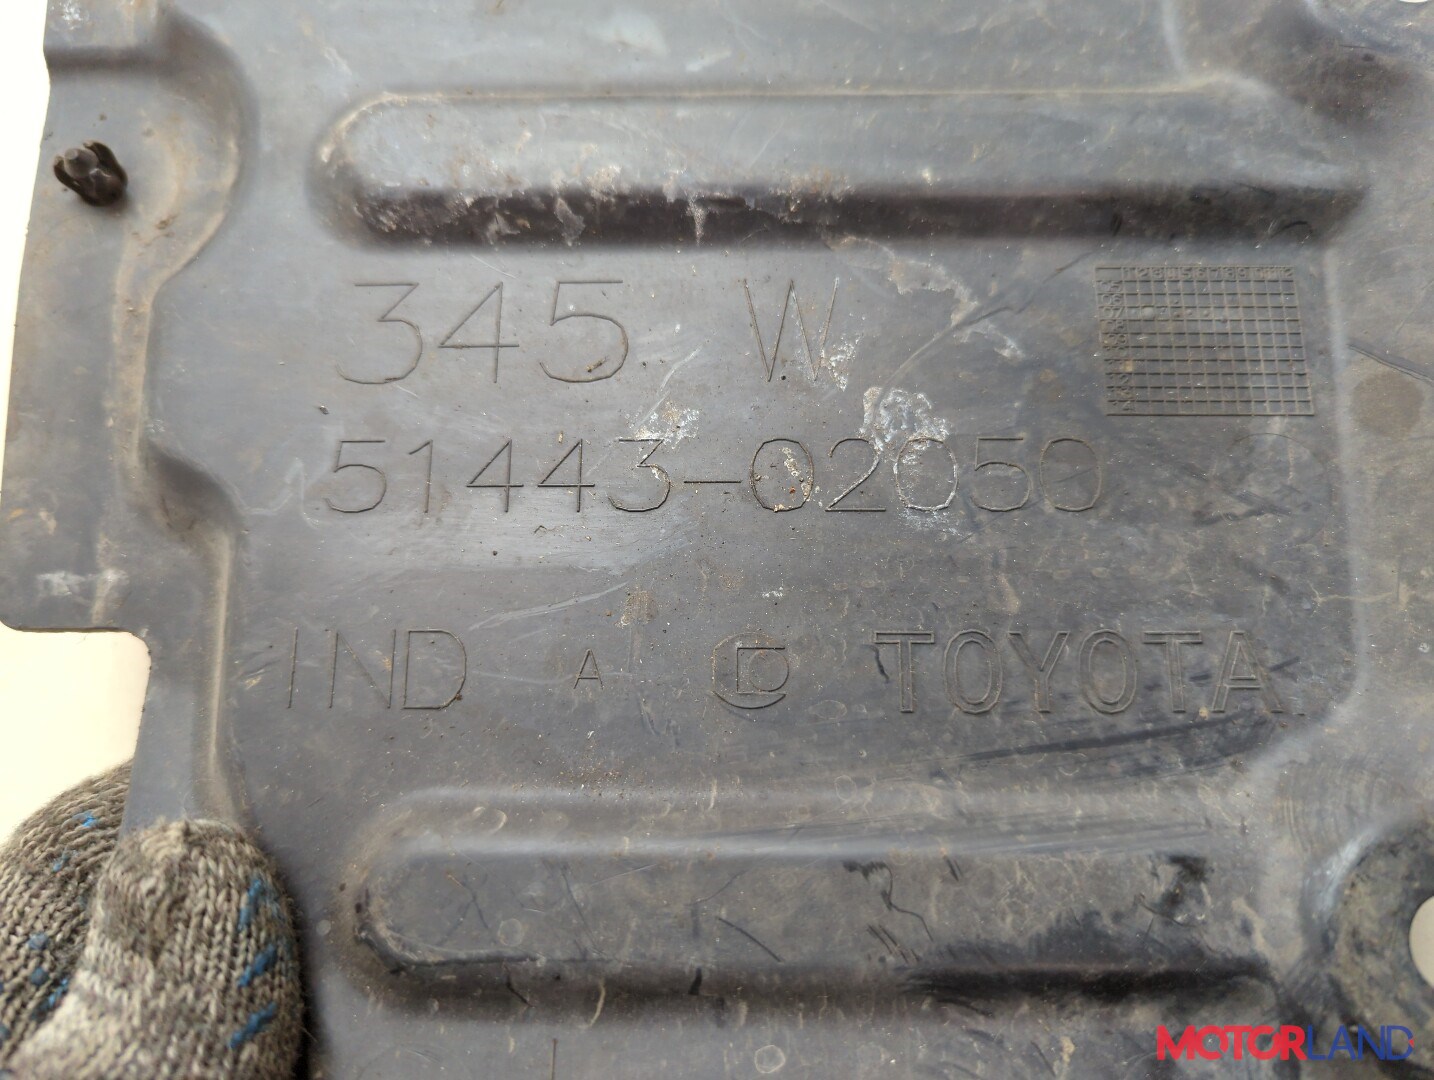 345 W
51443-02050
IND A TOYOTA
MOTORLAND